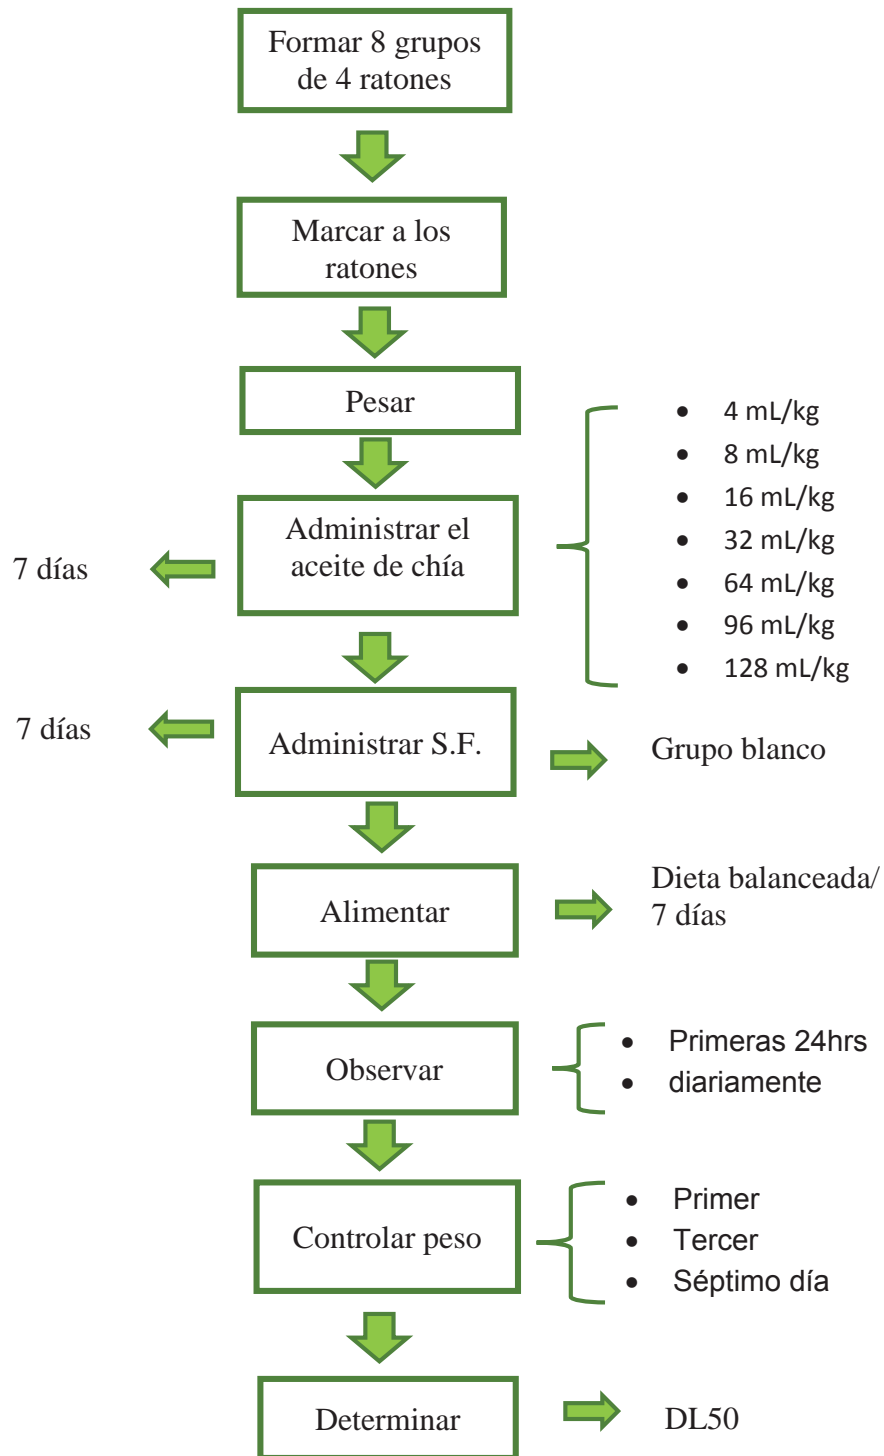 Formar 8 grupos
de 4 ratones
Marcar a los
ratones
Pesar
Administrar el
aceite de chía
7 días
• 4 mL/kg
• 8 mL/kg
• 16 mL/kg
• 32 mL/kg
• 64 mL/kg
• 96 mL/kg
• 128 mL/kg
7 días
Administrar S.F.
Grupo blanco
Alimentar
Dieta balanceada/
7 días
Observar
• Primeras 24hrs
• diariamente
Controlar peso
• Primer
• Tercer
• Séptimo día
Determinar
DL50